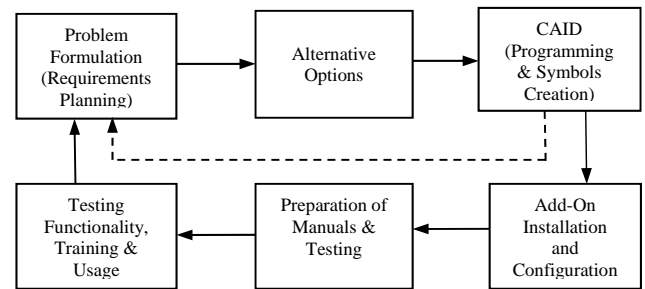 Problem
Formulation
(Requirements
Planning)
Alternative
Options
CAID
(Programming
& Symbols
Creation)
Testing
Functionality,
Training &
Usage
Preparation of
Manuals &
Testing
Add-On
Installation
and
Configuration